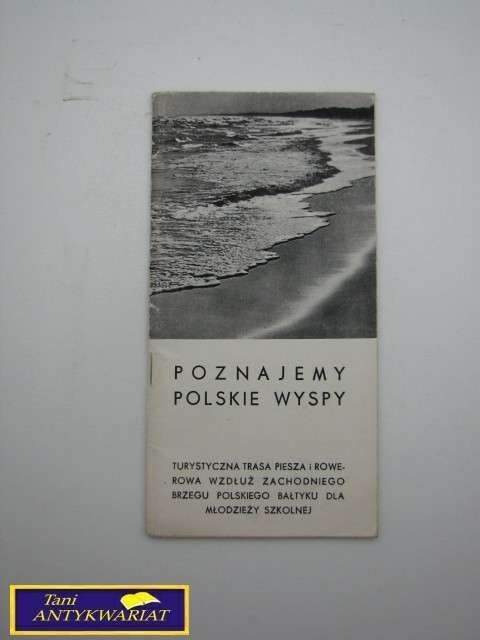 POZNAJEMY
POLSKIE WYSPY
TURYSTYCZNA TRASA PIESZA i ROWE-
ROWA WZDŁUŻ ZACHODNIEGO
BRZEGU POLSKIEGO BAŁTYKU DLA
MŁODZIEŻY SZKOLNEJ
Tani
ANTYKWARIAT